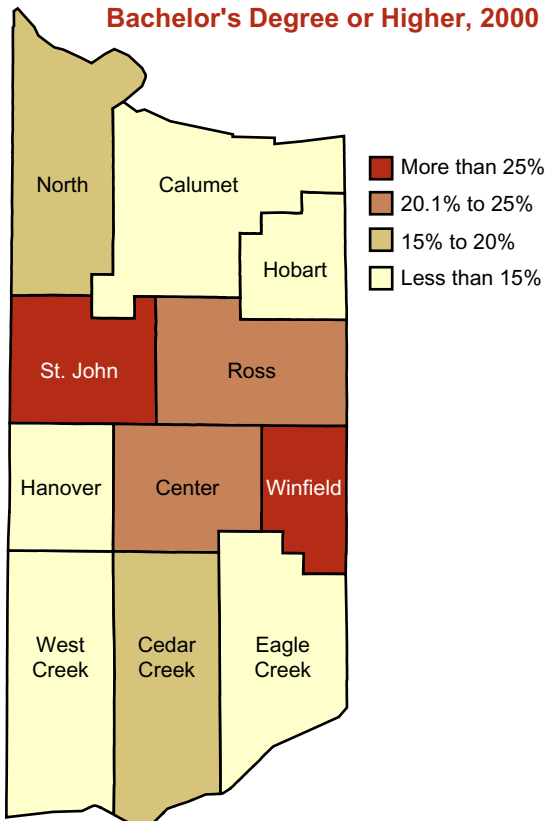 Bachelor's Degree or Higher, 2000
More than 25%
20.1% to 25%
15% to 20%
Less than 15%
North
Calumet
Hobart
St. John
Ross
Hanover
Center
Winfield
West
Creek
Cedar
Creek
Eagle
Creek